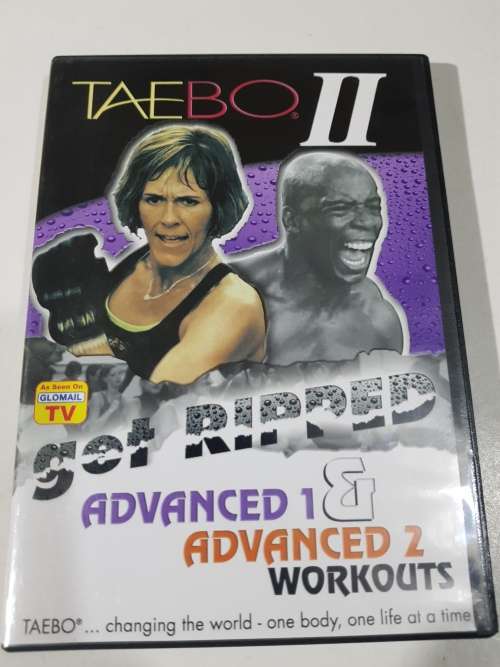 TAEBO® II
As Seen On
GLOMAIL
TV
get RIPPED
ADVANCED 1 &
ADVANCED 2
WORKOUTS
TAEBO®... changing the world - one body, one life at a time